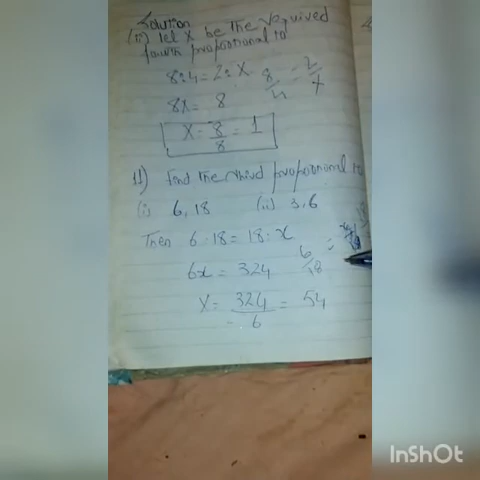 Solution
(ii) let X be the required
fourth proportional to
8:4=2:X 8/4 = 2/X
8X= 8
X= 8/8 = 1
11) Find the third proportional to
(i) 6,18 (ii) 3,6
Then 6:18= 18:x 6/18 =
6x = 324
X= 324/6 = 54
InShOt